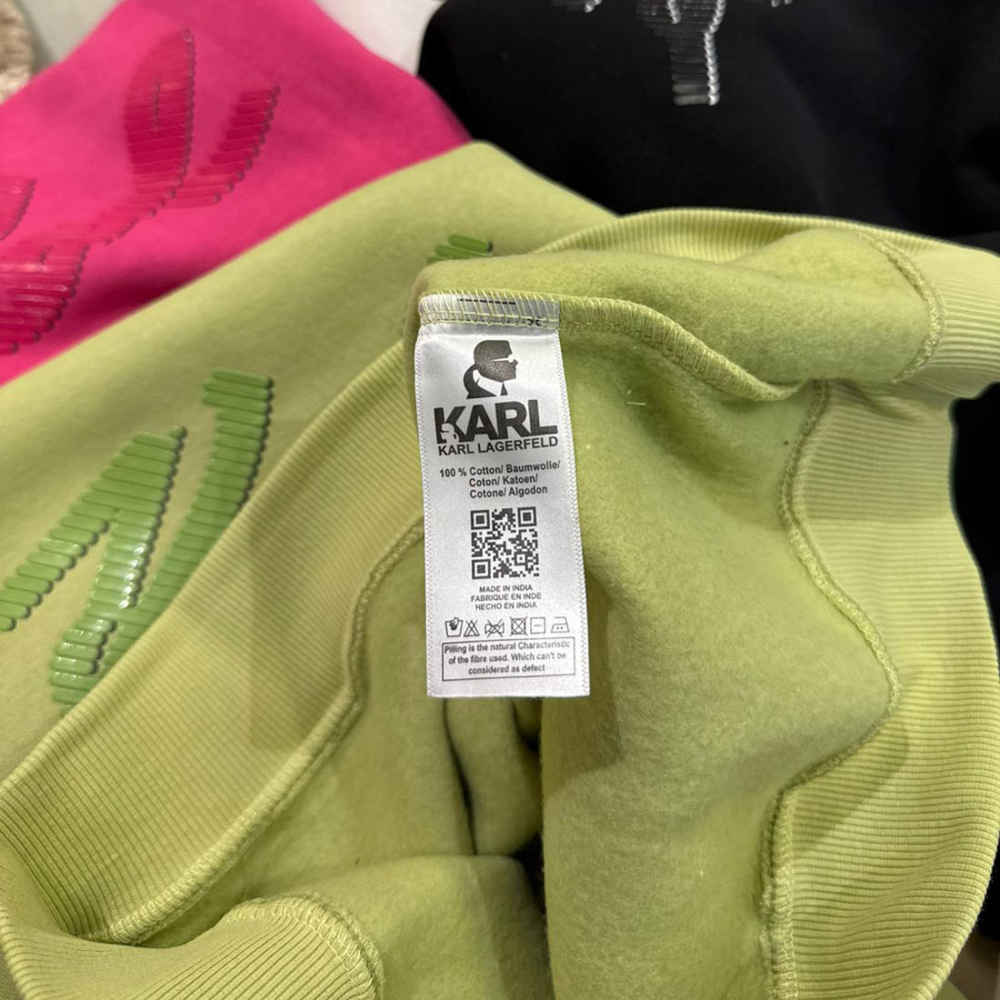 KARL
KARL LAGERFELD
100 % Cotton/ Baumwolle/
Coton/ Katoen/
Cotone/ Algodon
MADE IN INDIA
FABRIQUE EN INDE
HECHO EN INDIA
Pilling is the natural Characteristic
of the fibre used. Which can't be
considered as defect